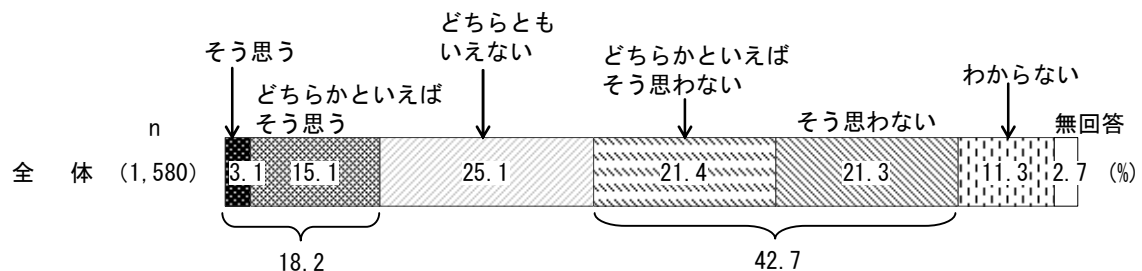 どちらとも
いえない
そう思う
どちらかといえば
そう思わない
わからない
どちらかといえば
そう思う
そう思わない
無回答
n
全 体 (1,580) 3.1 15.1 25.1 21.4 21.3 11.3 2.7 (%)
18.2 42.7